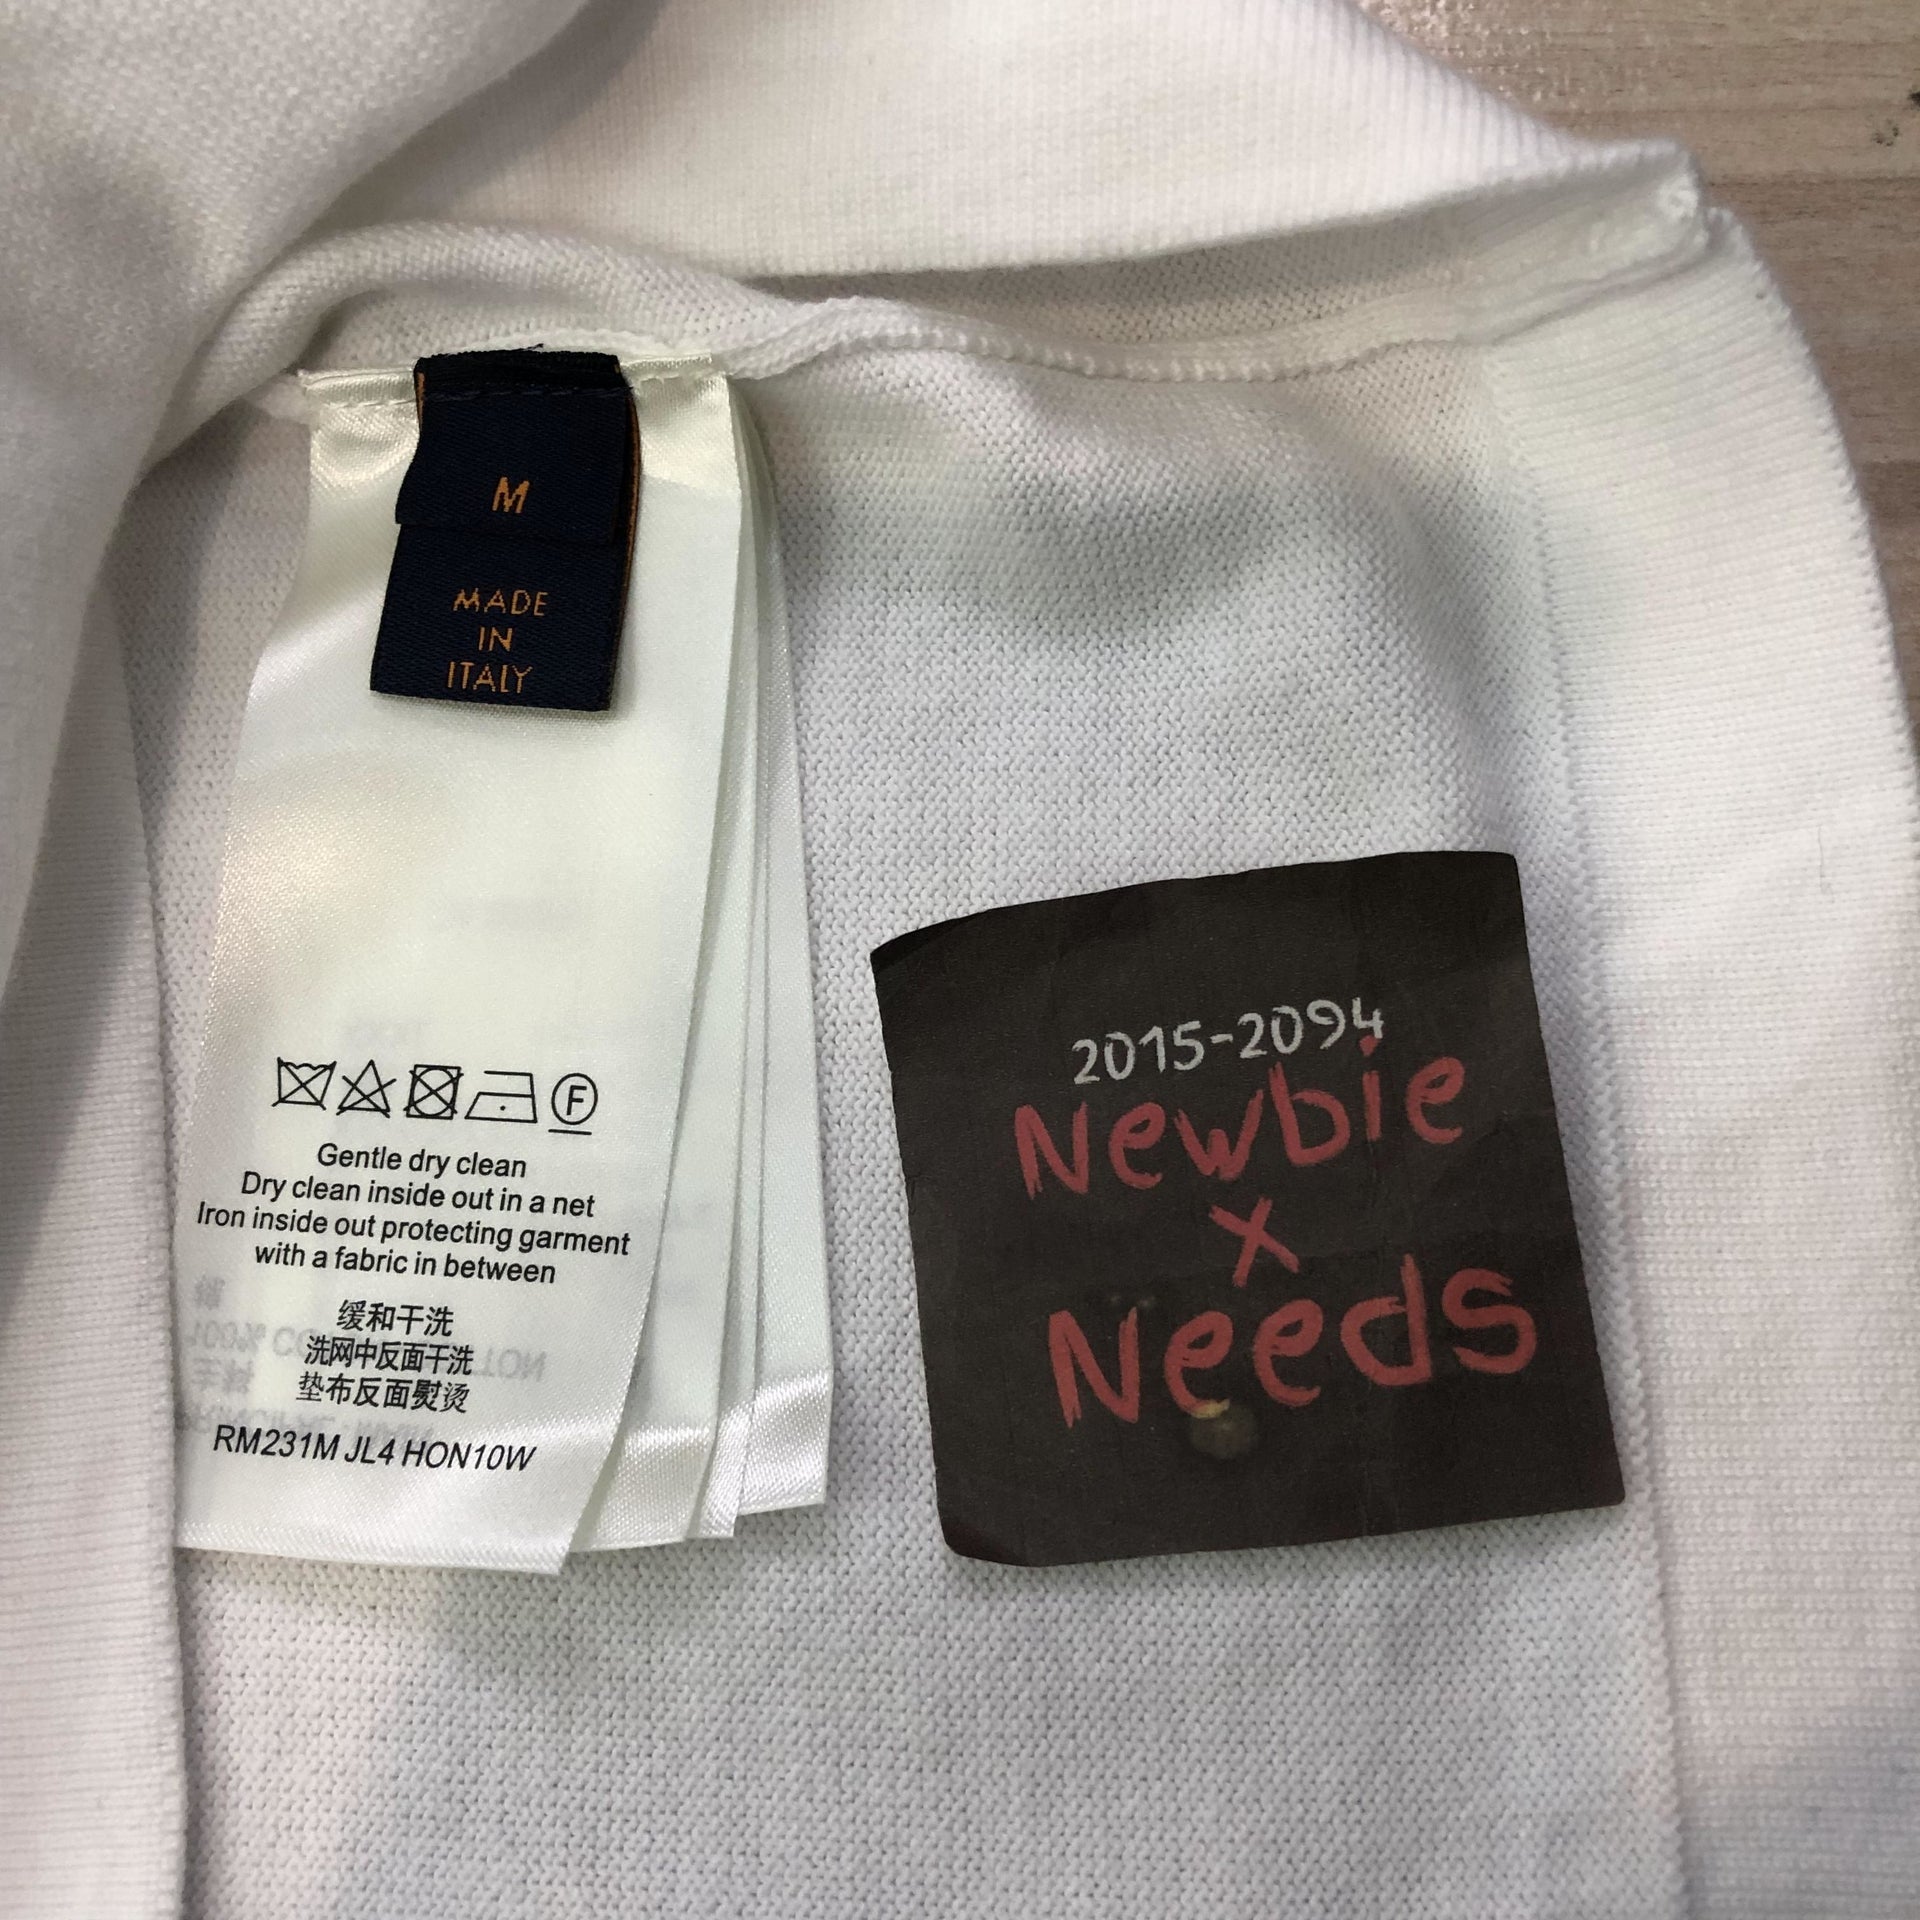 M
MADE
IN
ITALY
F
Gentle dry clean
Dry clean inside out in a net
Iron inside out protecting garment
with a fabric in between
缓和干洗
洗网中反面干洗
垫布反面熨烫
RM231M JL4 HON10W
2015-2094
Newbie
x
Needs